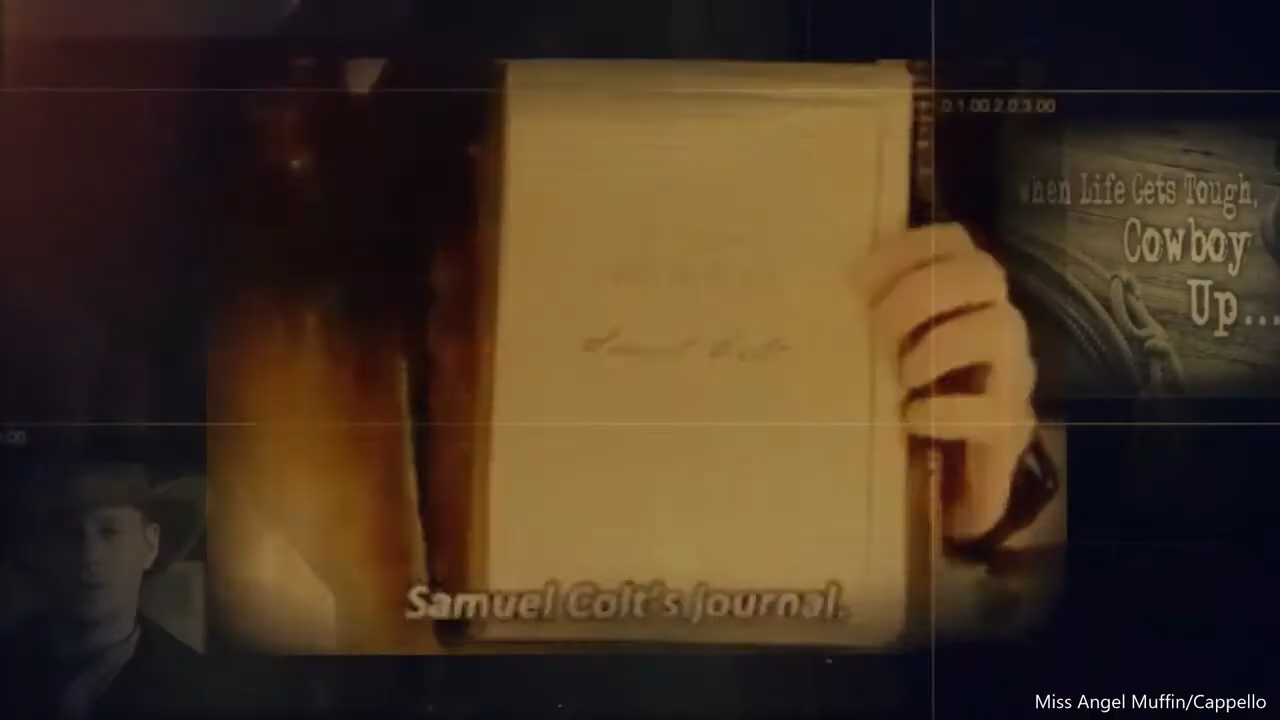 0.1.00 2.0.3.00
When Life Gets Tough,
Cowboy
Up...
Samuel Colt's journal.
Miss Angel Muffin/Cappello